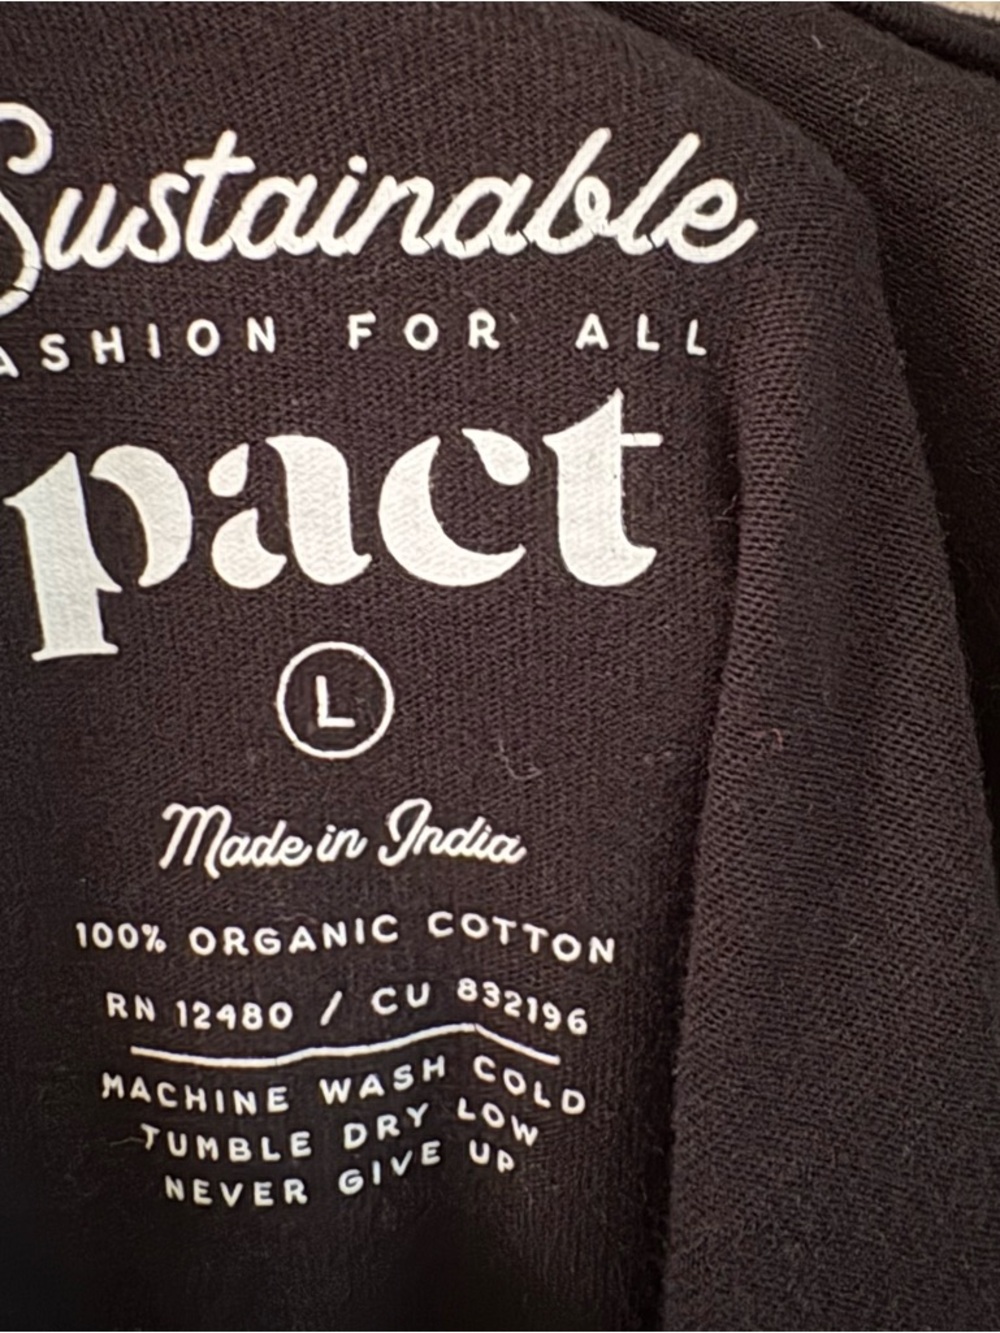 Sustainable
ASHION FOR ALL
pact
L
Made in India
100% ORGANIC COTTON
RN 12480 / CU 832196
MACHINE WASH COLD
TUMBLE DRY LOW
NEVER GIVE UP